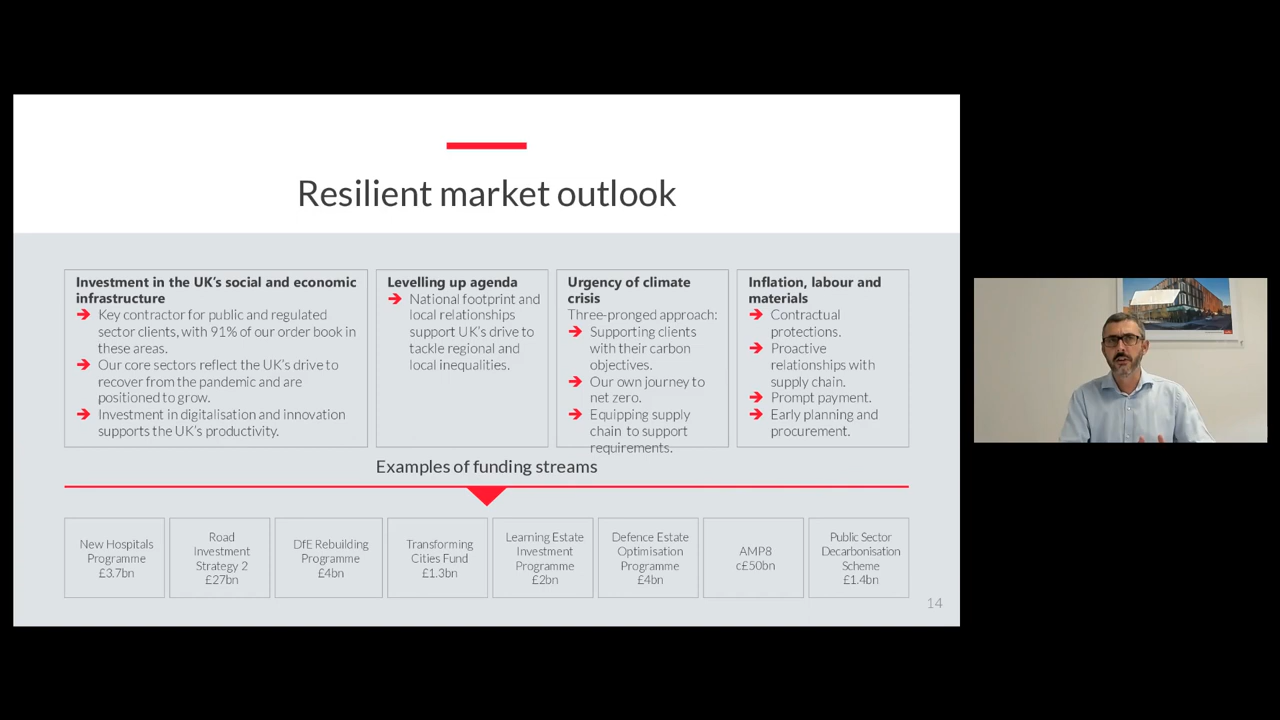 Resilient market outlook
Investment in the UK's social and economic
infrastructure
Key contractor for public and regulated
sector clients, with 91% of our order book in
these areas.
Our core sectors reflect the UK's drive to
recover from the pandemic and are
positioned to grow.
Investment in digitalisation and innovation
supports the UK's productivity.
Levelling up agenda
National footprint and
local relationships
support UK's drive to
tackle regional and
local inequalities.
Urgency of climate
crisis
Three-pronged approach:
Supporting clients
with their carbon
objectives.
Our own journey to
net zero.
Equipping supply
chain to support
requirements.
Inflation, labour and
materials
Contractual
protections.
Proactive
relationships with
supply chain.
Prompt payment.
Early planning and
procurement.
Examples of funding streams
New Hospitals
Programme
£3.7bn
Road
Investment
Strategy 2
£27bn
DfE Rebuilding
Programme
£4bn
Transforming
Cities Fund
£1.3bn
Learning Estate
Investment
Programme
£2bn
Defence Estate
Optimisation
Programme
£4bn
AMP8
c£50bn
Public Sector
Decarbonisation
Scheme
£1.4bn
14